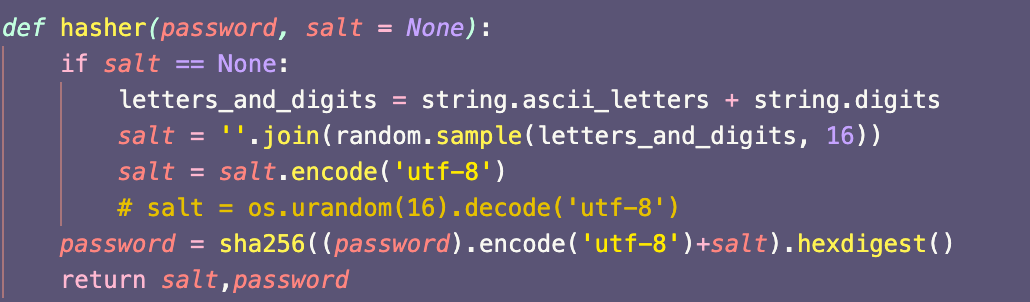 def hasher(password, salt = None):
    if salt == None:
        letters_and_digits = string.ascii_letters + string.digits
        salt = ''.join(random.sample(letters_and_digits, 16))
        salt = salt.encode('utf-8')
        # salt = os.urandom(16).decode('utf-8')
    password = sha256((password).encode('utf-8')+salt).hexdigest()
    return salt,password